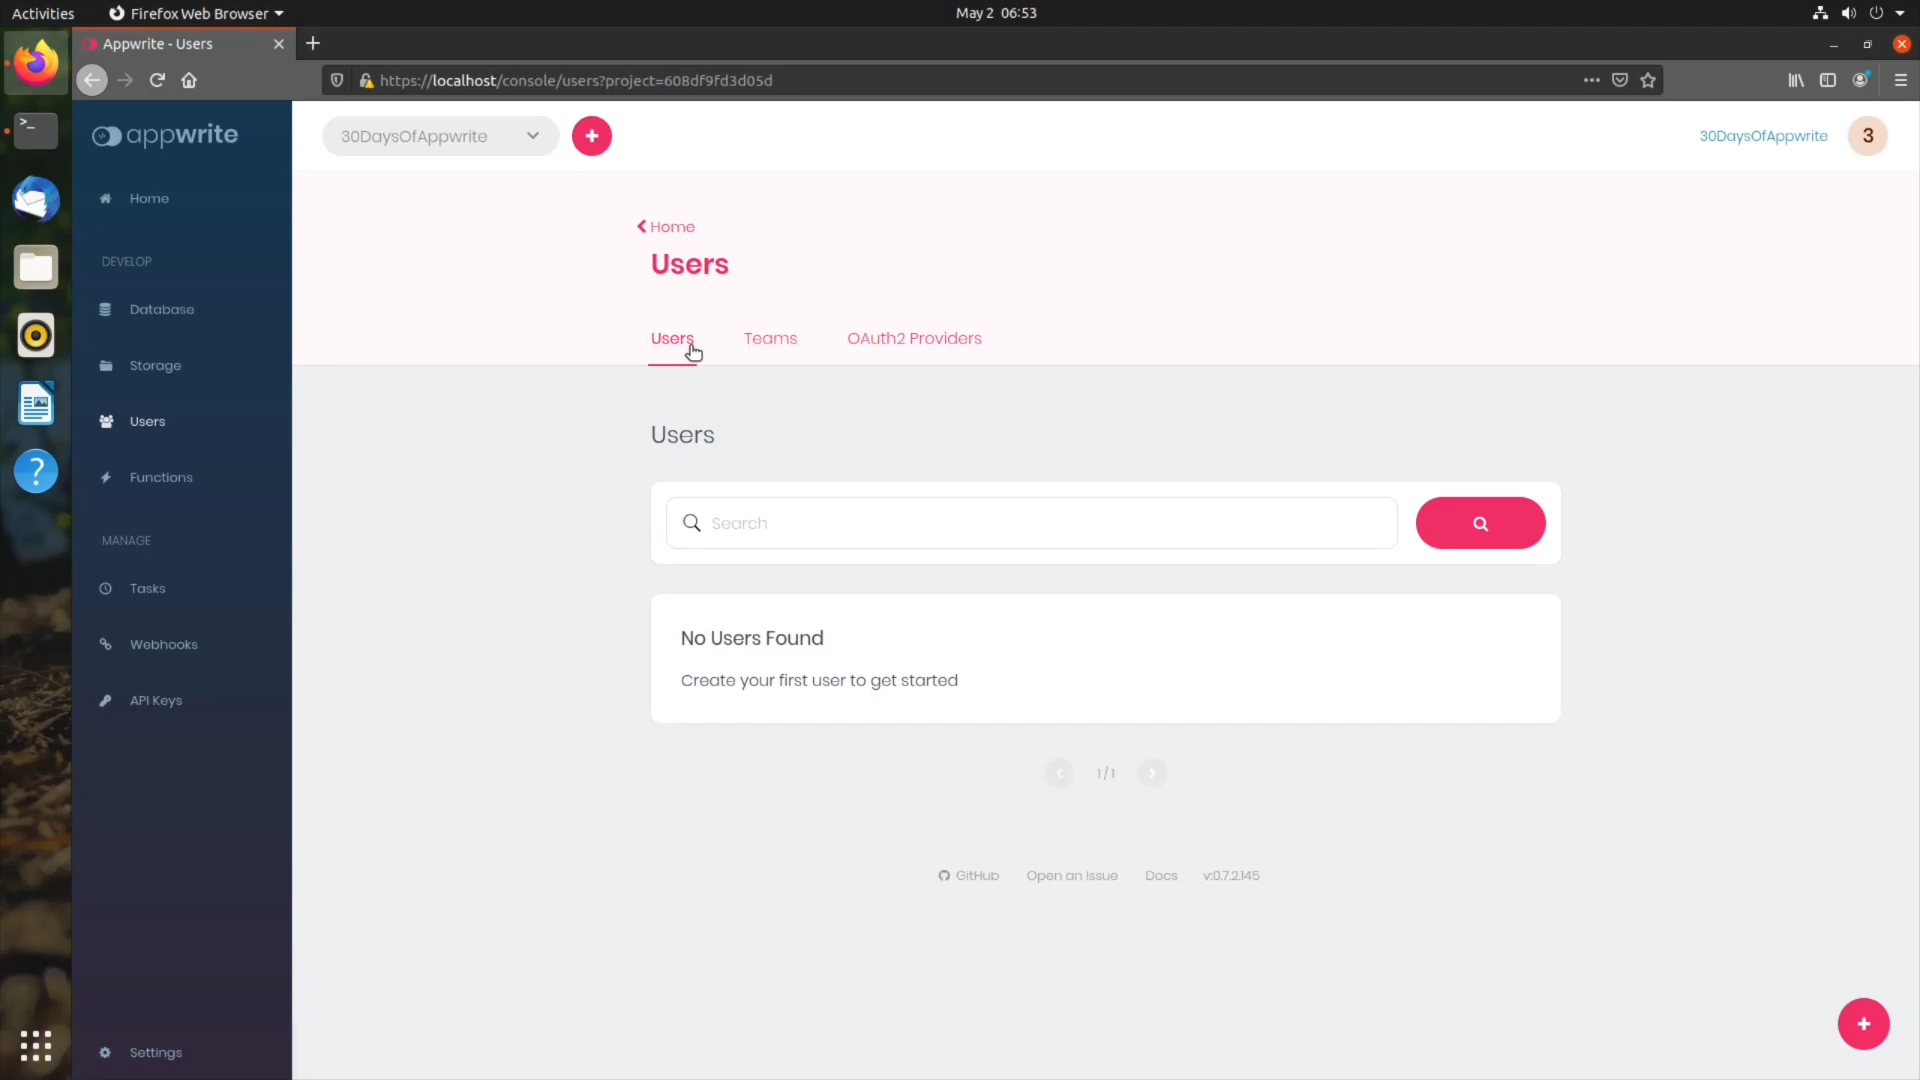 Activities
Firefox Web Browser
May 2 06:53
Appwrite - Users
https://localhost/console/users?project=608df9fd3d05d
appwrite
30DaysOfAppwrite
30DaysOfAppwrite
3
Home
DEVELOP
Database
Storage
Users
Functions
MANAGE
Tasks
Webhooks
API Keys
Settings
Home
Users
Users
Teams
OAuth2 Providers
Users
Search
No Users Found
Create your first user to get started
1 / 1
GitHub
Open an Issue
Docs
v:0.7.2.145